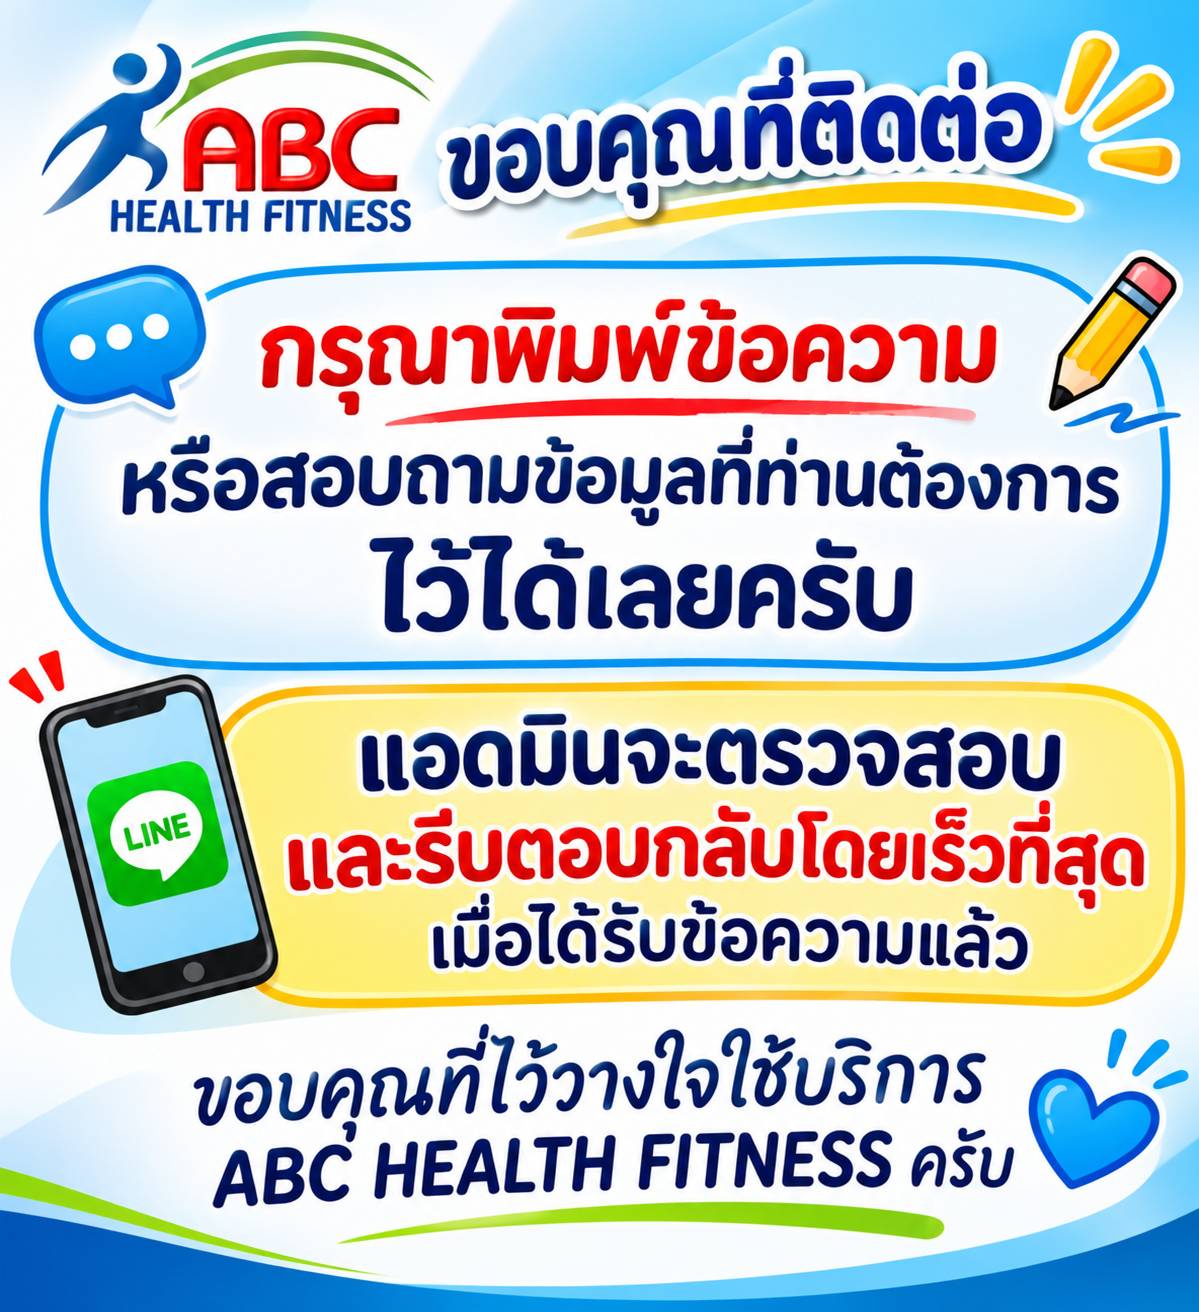 ABC
HEALTH FITNESS
ขอบคุณที่ติดต่อ
กรุณาพิมพ์ข้อความ
หรือสอบถามข้อมูลที่ท่านต้องการ
ไว้ได้เลยครับ
LINE
แอดมินจะตรวจสอบ
และรีบตอบกลับโดยเร็วที่สุด
เมื่อได้รับข้อความแล้ว
ขอบคุณที่ไว้วางใจใช้บริการ
ABC HEALTH FITNESS ครับ